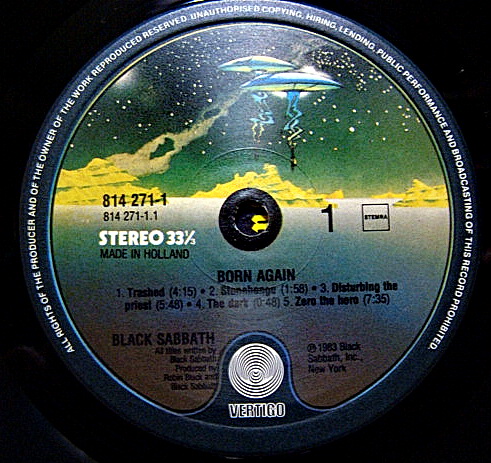 ALL RIGHTS OF THE PRODUCER AND OF THE OWNER OF THE WORK REPRODUCED RESERVED. UNAUTHORISED COPYING, HIRING, LENDING, PUBLIC PERFORMANCE AND BROADCASTING OF THIS RECORD PROHIBITED.
814 271-1
814 271-1.1
1
STEMRA
STEREO 33⅓
MADE IN HOLLAND
BORN AGAIN
1. Trashed (4:15) • 2. Stonehenge (1:58) • 3. Disturbing the
priest (5:48) • 4. The dark (0:48) 5. Zero the hero (7:35)
BLACK SABBATH
All titles written by
Black Sabbath
Produced by
Robin Black and
Black Sabbath
℗ 1983 Black
Sabbath, Inc.,
New York
VERTIGO